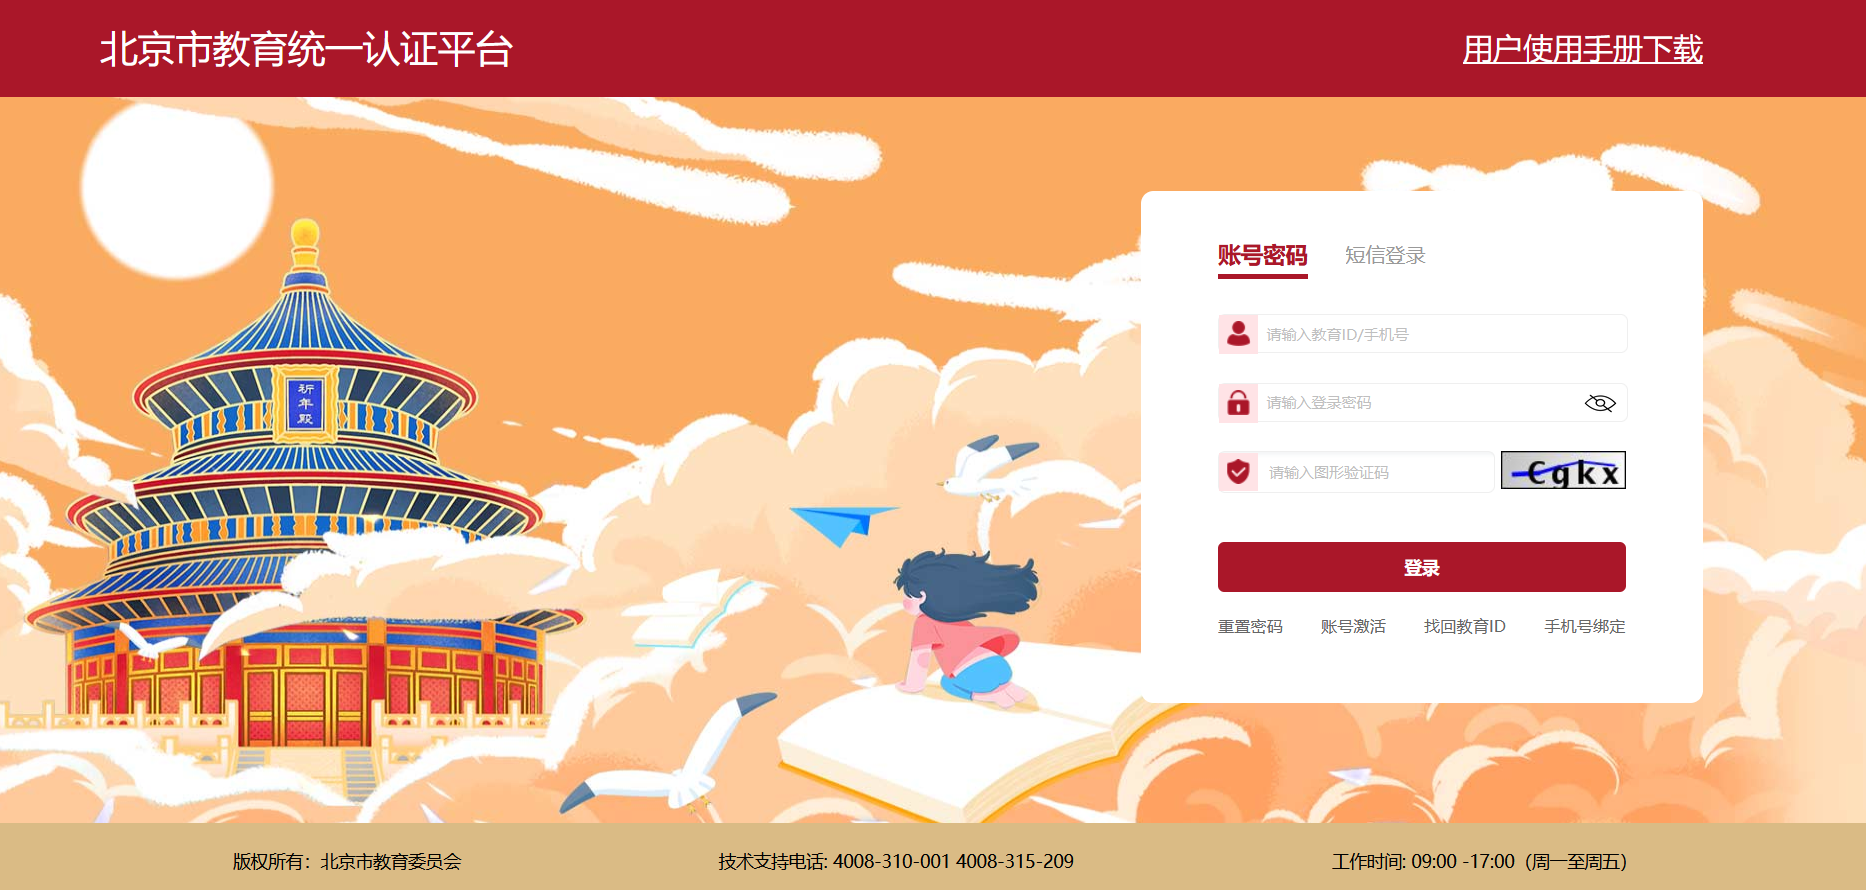 北京市教育统一认证平台
用户使用手册下载
祈年殿
账号密码 短信登录
请输入教育ID/手机号
请输入登录密码
请输入图形验证码 Cgkx
登录
重置密码 账号激活 找回教育ID 手机号绑定
版权所有：北京市教育委员会 技术支持电话: 4008-310-001 4008-315-209 工作时间: 09:00 -17:00（周一至周五）